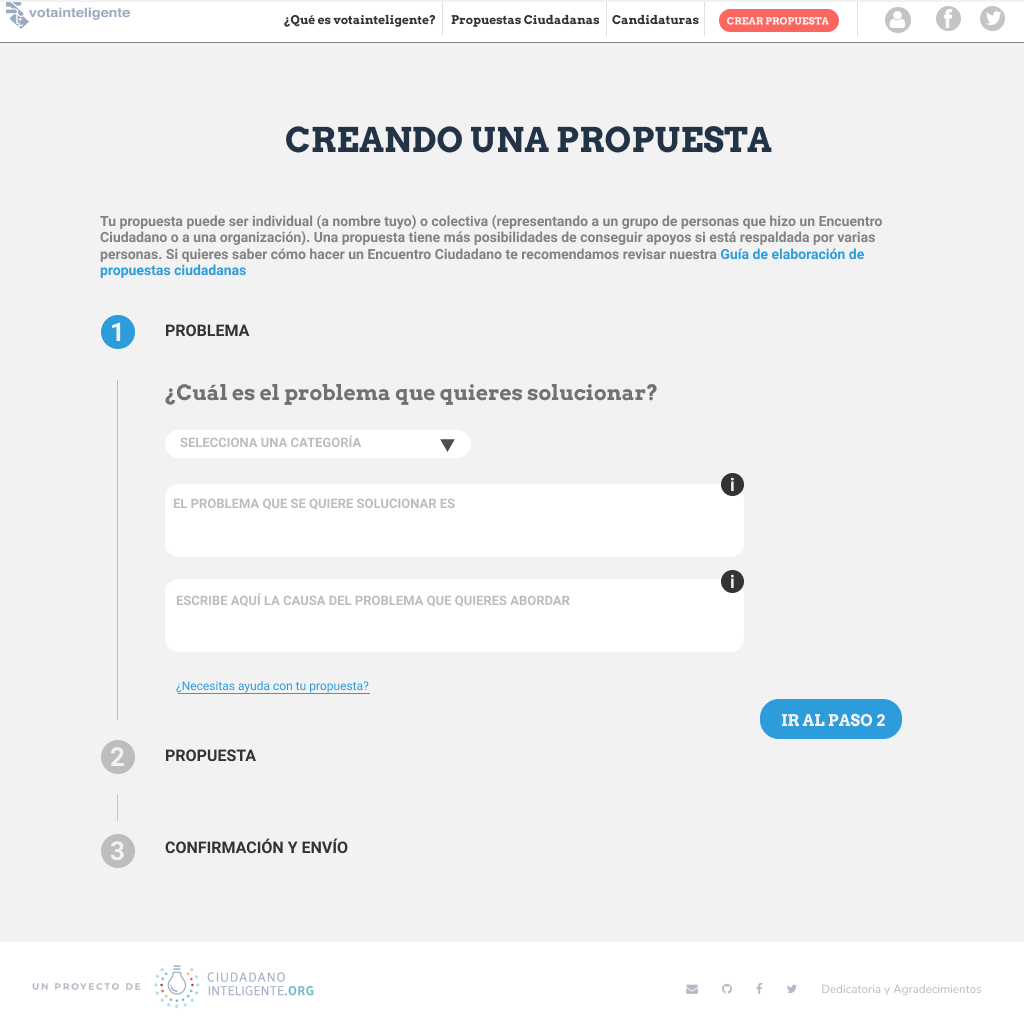 votainteligente
¿Qué es votainteligente?
Propuestas Ciudadanas
Candidaturas
CREAR PROPUESTA
CREANDO UNA PROPUESTA
Tu propuesta puede ser individual (a nombre tuyo) o colectiva (representando a un grupo de personas que hizo un Encuentro
Ciudadano o a una organización). Una propuesta tiene más posibilidades de conseguir apoyos si está respaldada por varias
personas. Si quieres saber cómo hacer un Encuentro Ciudadano te recomendamos revisar nuestra Guía de elaboración de
propuestas ciudadanas
1
PROBLEMA
¿Cuál es el problema que quieres solucionar?
SELECCIONA UNA CATEGORÍA
i
EL PROBLEMA QUE SE QUIERE SOLUCIONAR ES
i
ESCRIBE AQUÍ LA CAUSA DEL PROBLEMA QUE QUIERES ABORDAR
¿Necesitas ayuda con tu propuesta?
IR AL PASO 2
2
PROPUESTA
3
CONFIRMACIÓN Y ENVÍO
UN PROYECTO DE
CIUDADANO
INTELIGENTE.ORG
Dedicatoria y Agradecimientos